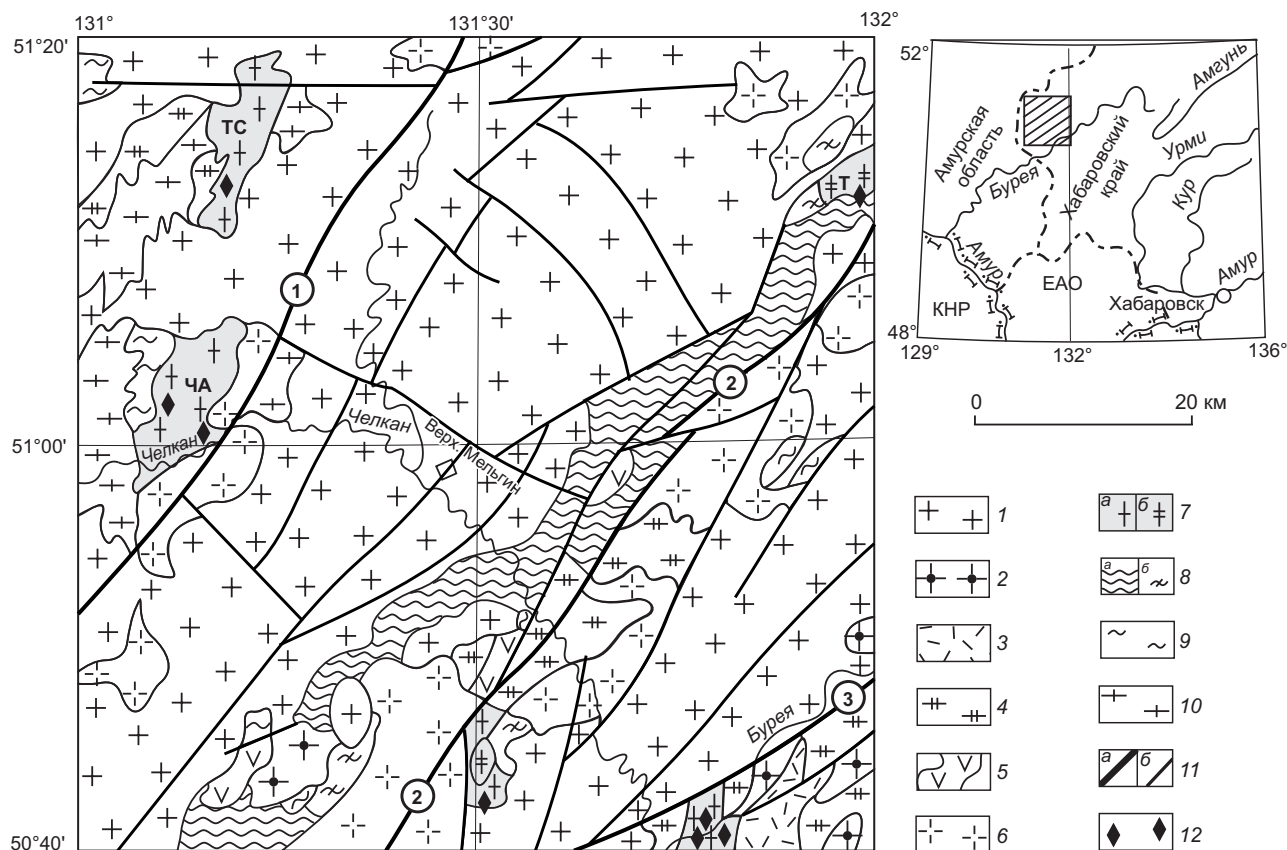 131°
131°30'
132°
51°20'
ТС
Т
1
ЧА
2
Челкан
Верх. Мельгин
51°00'
Челкан
Бурея
3
2
50°40'
52°
Амурская
область
Бурея
Хабаровский
край
Амгунь
Урми
Кур
Амур
ЕАО
Амур
КНР
Хабаровск
48°
129°
132°
136°
0
20 км
1
2
3
4
5
6
а б 7
а б 8
9
10
а б 11
12